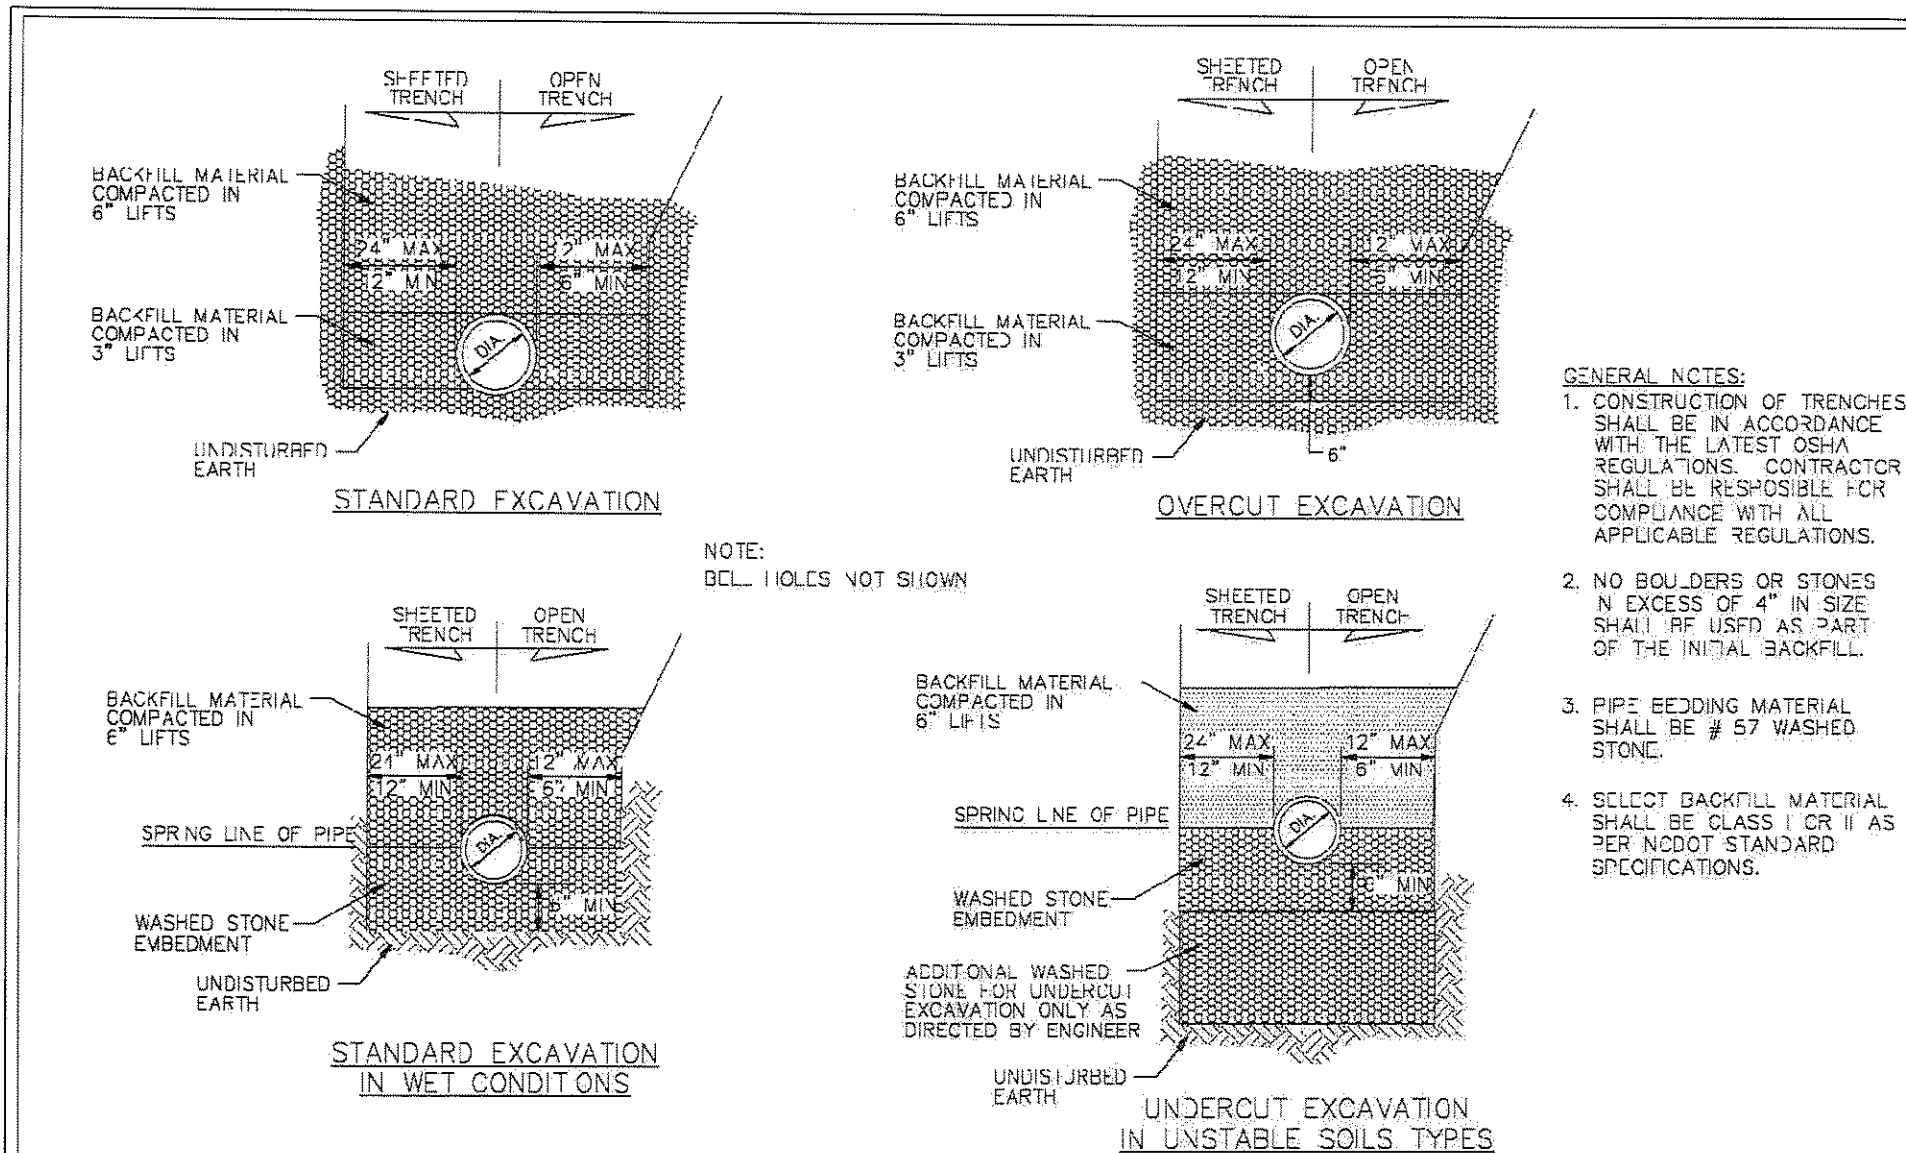 SHEETED
TRENCH
OPEN
TRENCH
BACKFILL MATERIAL
COMPACTED IN
6" LIFTS
24" MAX
12" MIN
12" MAX
6" MIN
BACKFILL MATERIAL
COMPACTED IN
3" LIFTS
DIA.
UNDISTURBED
EARTH
STANDARD EXCAVATION
SHEETED
TRENCH
OPEN
TRENCH
BACKFILL MATERIAL
COMPACTED IN
6" LIFTS
24" MAX
12" MIN
12" MAX
6" MIN
BACKFILL MATERIAL
COMPACTED IN
3" LIFTS
DIA.
UNDISTURBED
EARTH
6"
OVERCUT EXCAVATION
NOTE:
BELL HOLES NOT SHOWN
SHEETED
TRENCH
OPEN
TRENCH
BACKFILL MATERIAL
COMPACTED IN
6" LIFTS
24" MAX
12" MIN
12" MAX
6" MIN
SPRING LINE OF PIPE
DIA.
6" MIN
WASHED STONE
EMBEDMENT
UNDISTURBED
EARTH
STANDARD EXCAVATION
IN WET CONDITIONS
SHEETED
TRENCH
OPEN
TRENCH
BACKFILL MATERIAL
COMPACTED IN
6" LIFTS
24" MAX
12" MIN
12" MAX
6" MIN
SPRING LINE OF PIPE
DIA.
6" MIN
WASHED STONE
EMBEDMENT
ADDITIONAL WASHED
STONE FOR UNDERCUT
EXCAVATION ONLY AS
DIRECTED BY ENGINEER
UNDISTURBED
EARTH
UNDERCUT EXCAVATION
IN UNSTABLE SOILS TYPES
GENERAL NOTES:
1. CONSTRUCTION OF TRENCHES
SHALL BE IN ACCORDANCE
WITH THE LATEST OSHA
REGULATIONS. CONTRACTOR
SHALL BE RESPOSIBLE FOR
COMPLIANCE WITH ALL
APPLICABLE REGULATIONS.
2. NO BOULDERS OR STONES
IN EXCESS OF 4" IN SIZE
SHALL BE USED AS PART
OF THE INITIAL BACKFILL.
3. PIPE BEDDING MATERIAL
SHALL BE # 57 WASHED
STONE.
4. SELECT BACKFILL MATERIAL
SHALL BE CLASS I OR II AS
PER NCDOT STANDARD
SPECIFICATIONS.